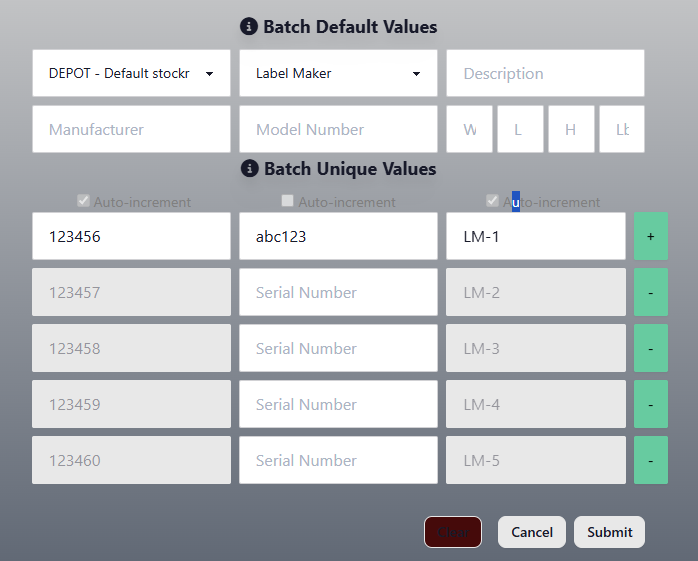 Batch Default Values
DEPOT - Default stockr Label Maker Description
Manufacturer Model Number W L H Lb
Batch Unique Values
Auto-increment Auto-increment Auto-increment
123456 abc123 LM-1 +
123457 Serial Number LM-2 -
123458 Serial Number LM-3 -
123459 Serial Number LM-4 -
123460 Serial Number LM-5 -
Clear Cancel Submit